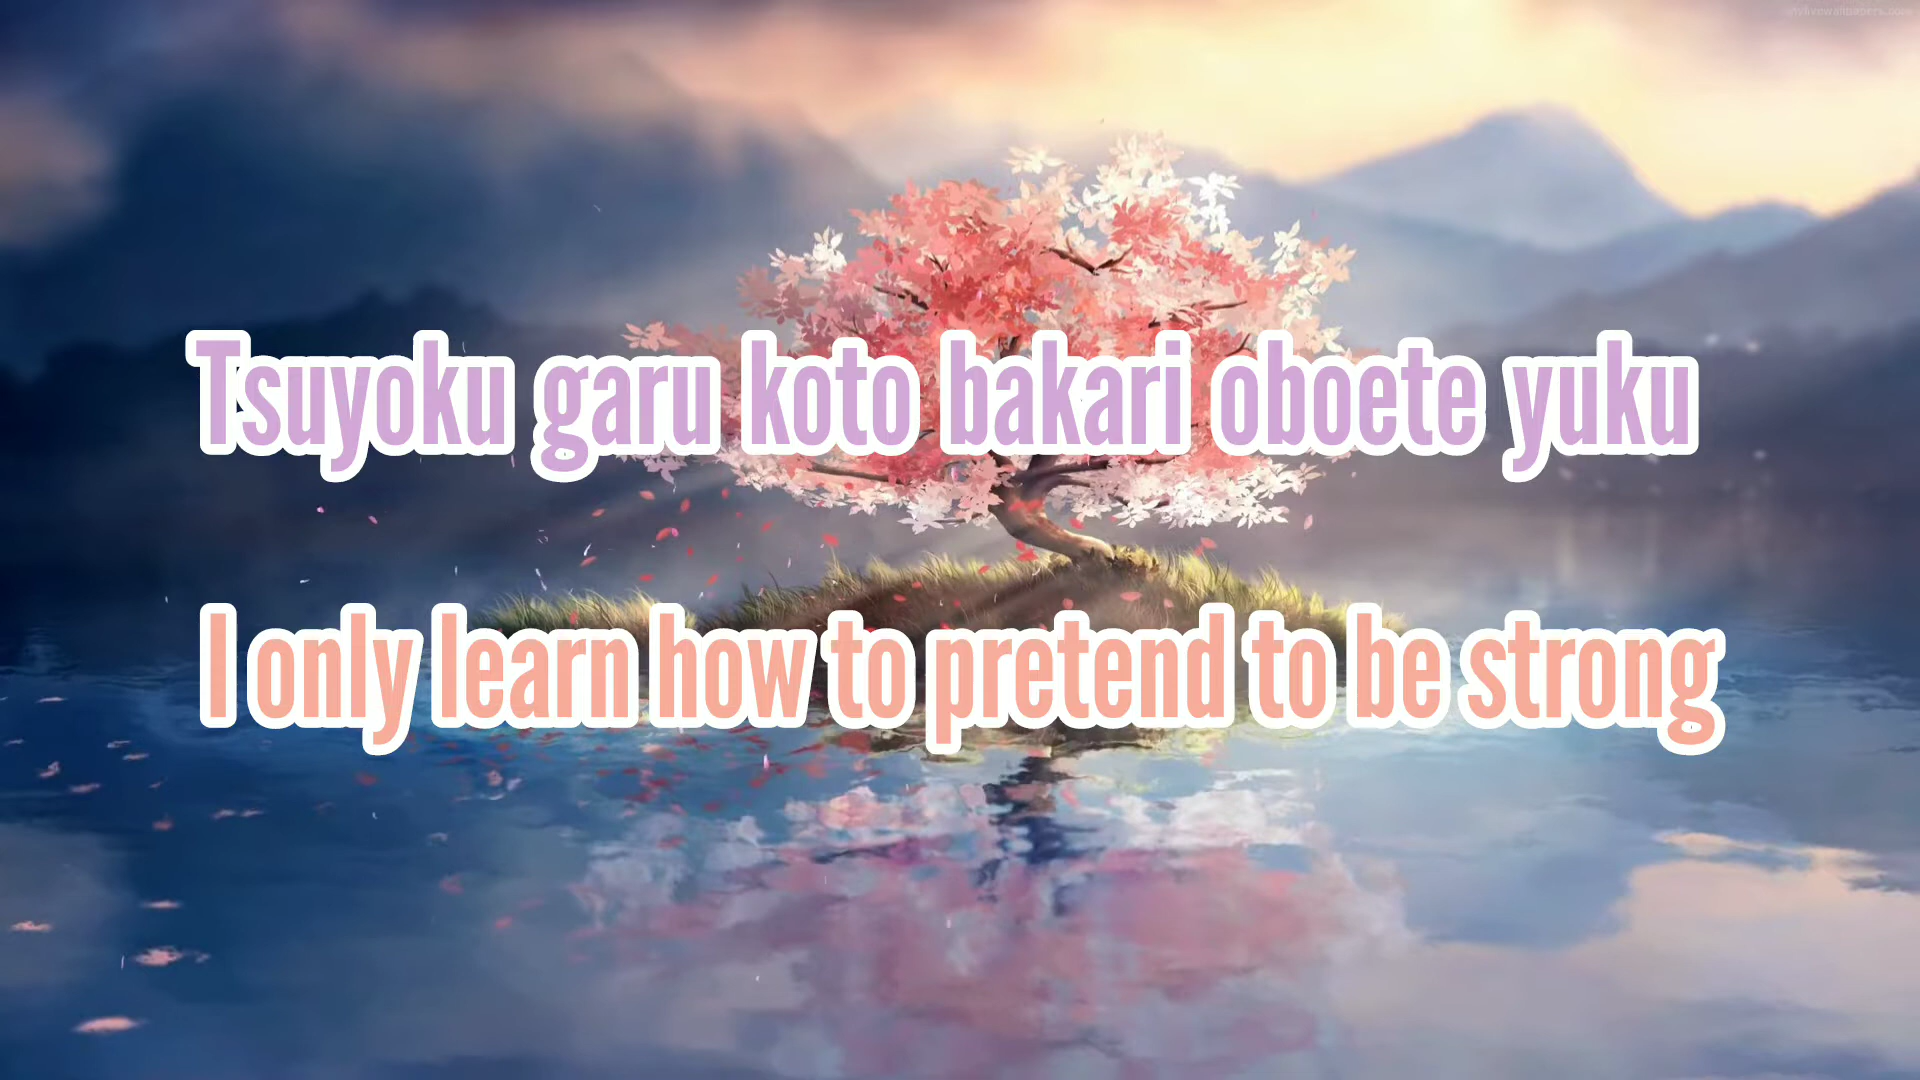 Tsuyoku garu koto bakari oboete yuku
I only learn how to pretend to be strong